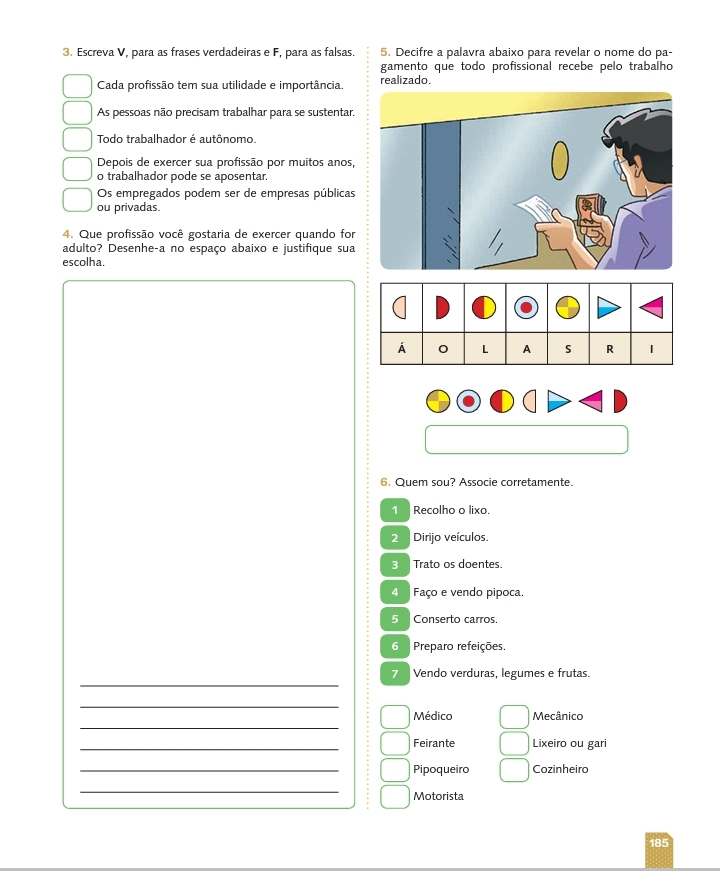 3. Escreva V, para as frases verdadeiras e F, para as falsas.
Cada profissão tem sua utilidade e importância.
As pessoas não precisam trabalhar para se sustentar.
Todo trabalhador é autônomo.
Depois de exercer sua profissão por muitos anos,
o trabalhador pode se aposentar.
Os empregados podem ser de empresas públicas
ou privadas.
4. Que profissão você gostaria de exercer quando for
adulto? Desenhe-a no espaço abaixo e justifique sua
escolha.
5. Decifre a palavra abaixo para revelar o nome do pa-
gamento que todo profissional recebe pelo trabalho
realizado.
Á O L A S R I
6. Quem sou? Associe corretamente.
1 Recolho o lixo.
2 Dirijo veículos.
3 Trato os doentes.
4 Faço e vendo pipoca.
5 Conserto carros.
6 Preparo refeições.
7 Vendo verduras, legumes e frutas.
Médico Mecânico
Feirante Lixeiro ou gari
Pipoqueiro Cozinheiro
Motorista
185